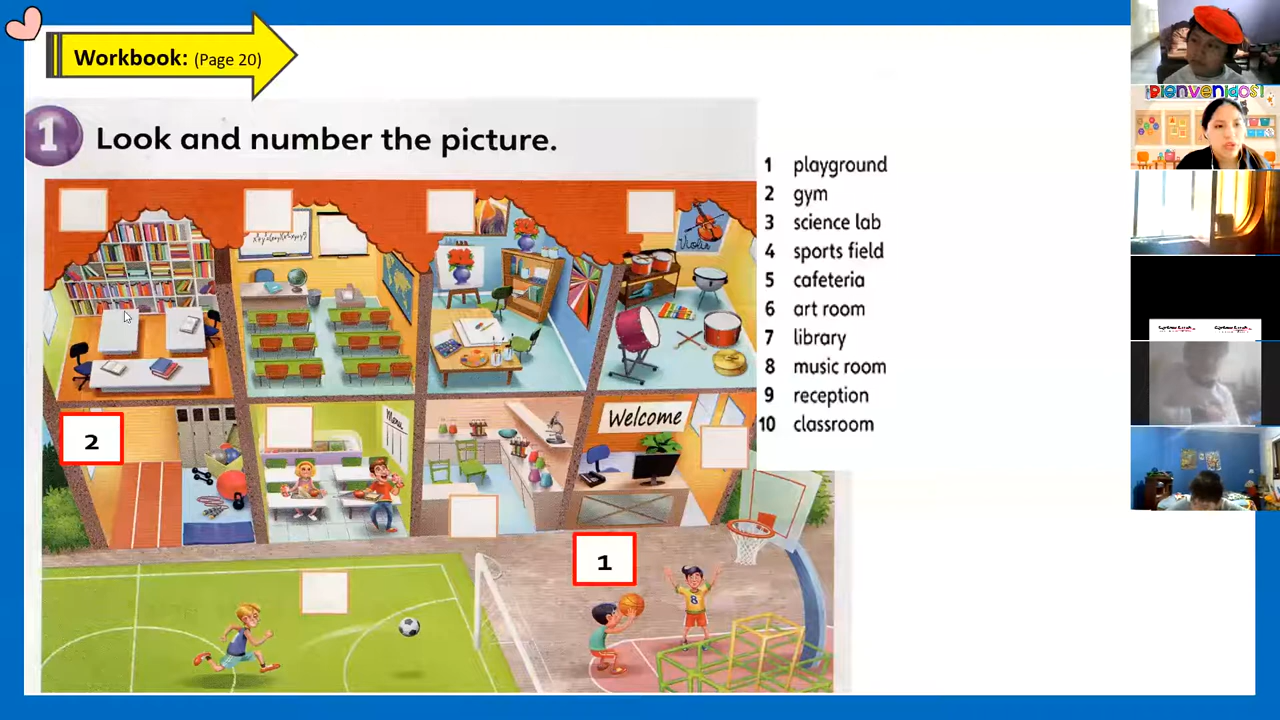 Workbook: (Page 20)
1 Look and number the picture.
1 playground
2 gym
3 science lab
4 sports field
5 cafeteria
6 art room
7 library
8 music room
9 reception
10 classroom
Violin
2
Menu
Welcome
1
8
¡BIENVENIDOS!